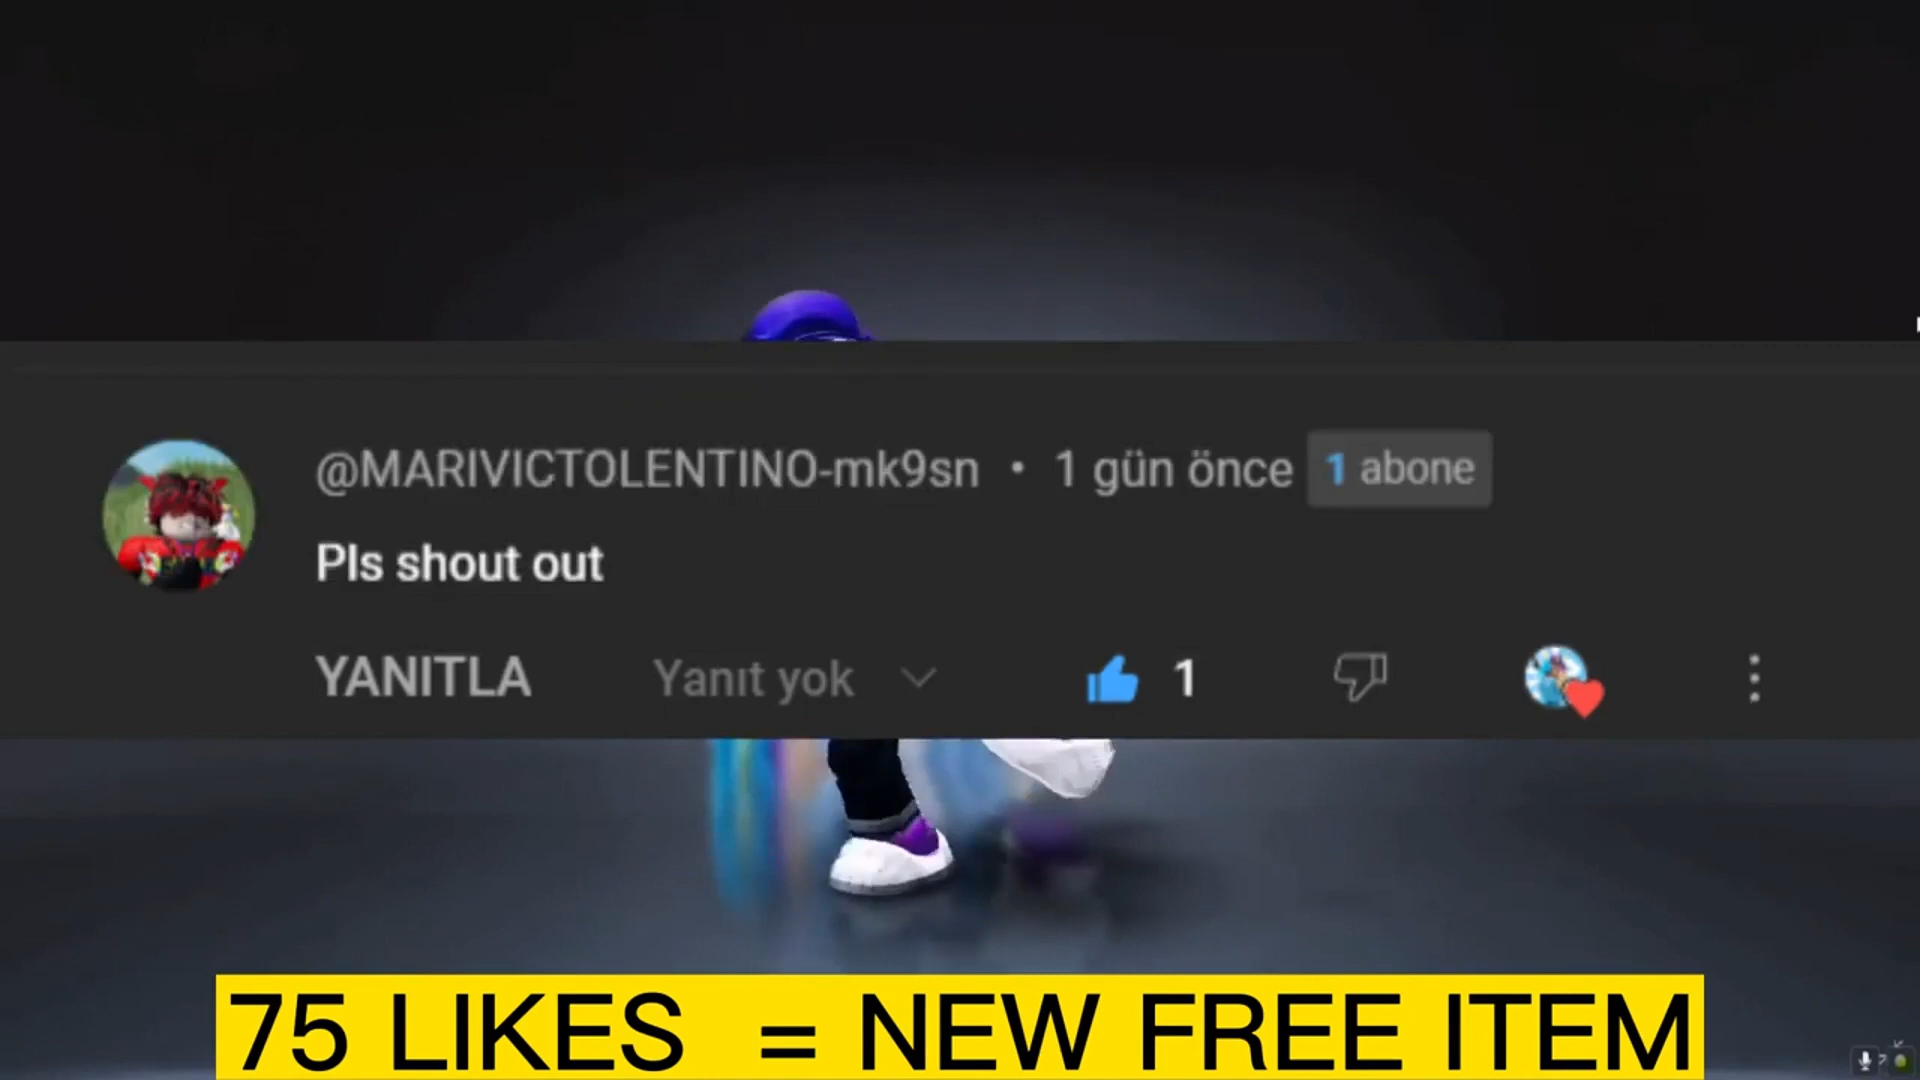 @MARIVICTOLENTINO-mk9sn • 1 gün önce 1 abone
Pls shout out
YANITLA Yanıt yok 1
75 LIKES = NEW FREE ITEM